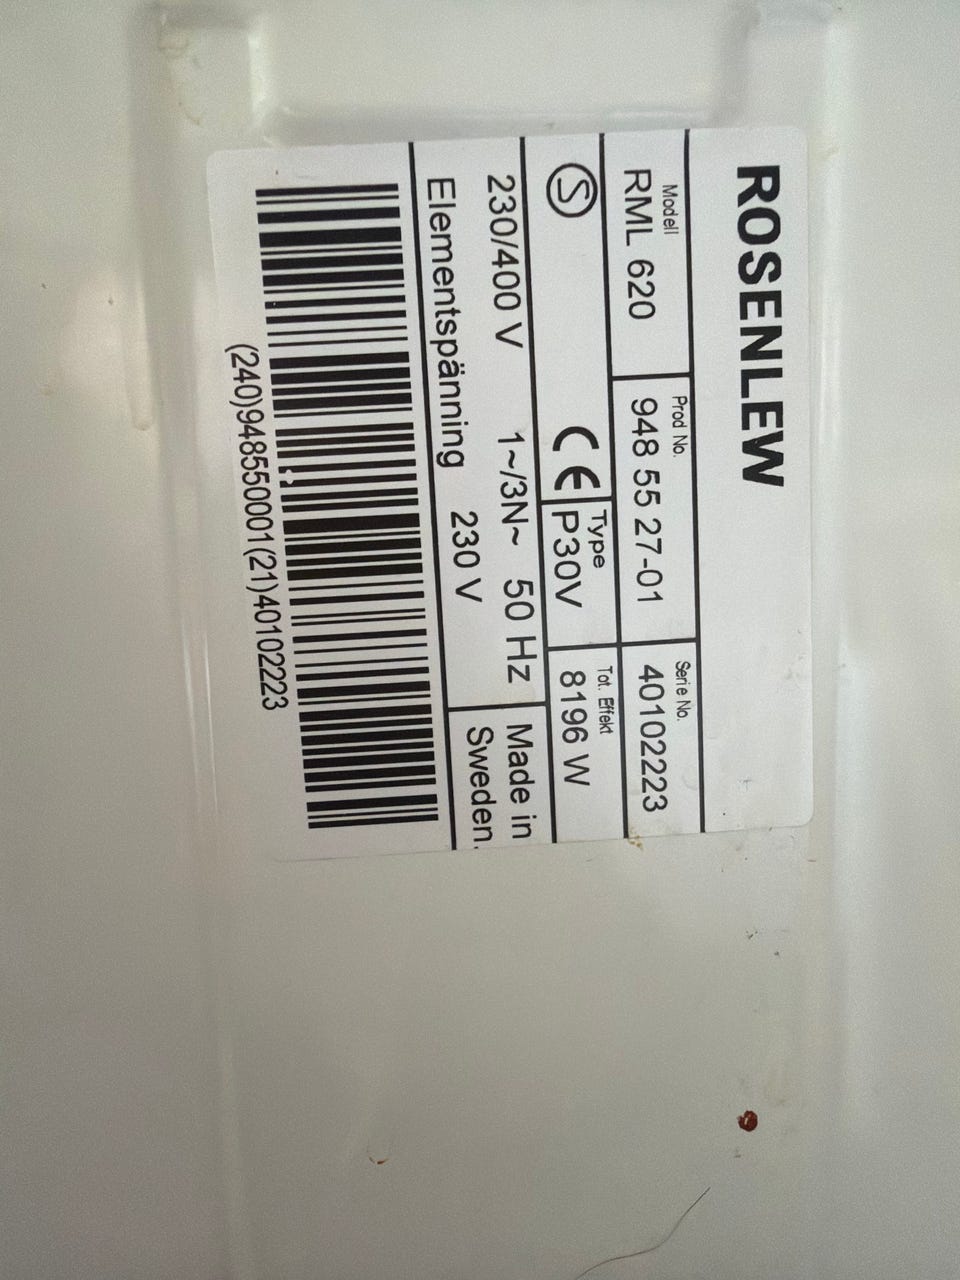 ROSENLEW
Modell Prod No. Serie No.
RML 620 948 55 27-01 40102223
S CE Type P30V Tot. Effekt 8196 W
230/400 V 1~/3N~ 50 Hz Made in
Elementspänning 230 V Sweden.
(240)948550001(21)40102223